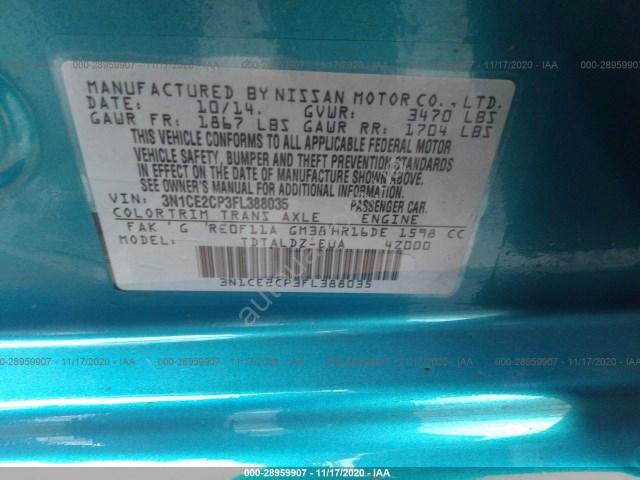 000-28959907 - 11/17/2020 - IAA
MANUFACTURED BY NISSAN MOTOR CO., LTD.
DATE: 10/14. GVWR: 3470 LBS
GAWR FR: 1867 LBS GAWR RR: 1704 LBS
THIS VEHICLE CONFORMS TO ALL APPLICABLE FEDERAL MOTOR
VEHICLE SAFETY, BUMPER AND THEFT PREVENTION STANDARDS
IN EFFECT ON THE DATE OF MANUFACTURE SHOWN ABOVE.
SEE OWNER'S MANUAL FOR ADDITIONAL INFORMATION
VIN: 3N1CE2CP3FL388035 PASSENGER CAR.
COLOR TRIM TRANS AXLE ENGINE
FAK G RE0F11A GM38 HR16DE 1598 CC
MODEL: TDTALDZ-EUA 42000
3N1CE2CP3FL388035
000-28959907 - 11/17/2020 - IAA
000-28959907 - 11/17/2020 - IAA